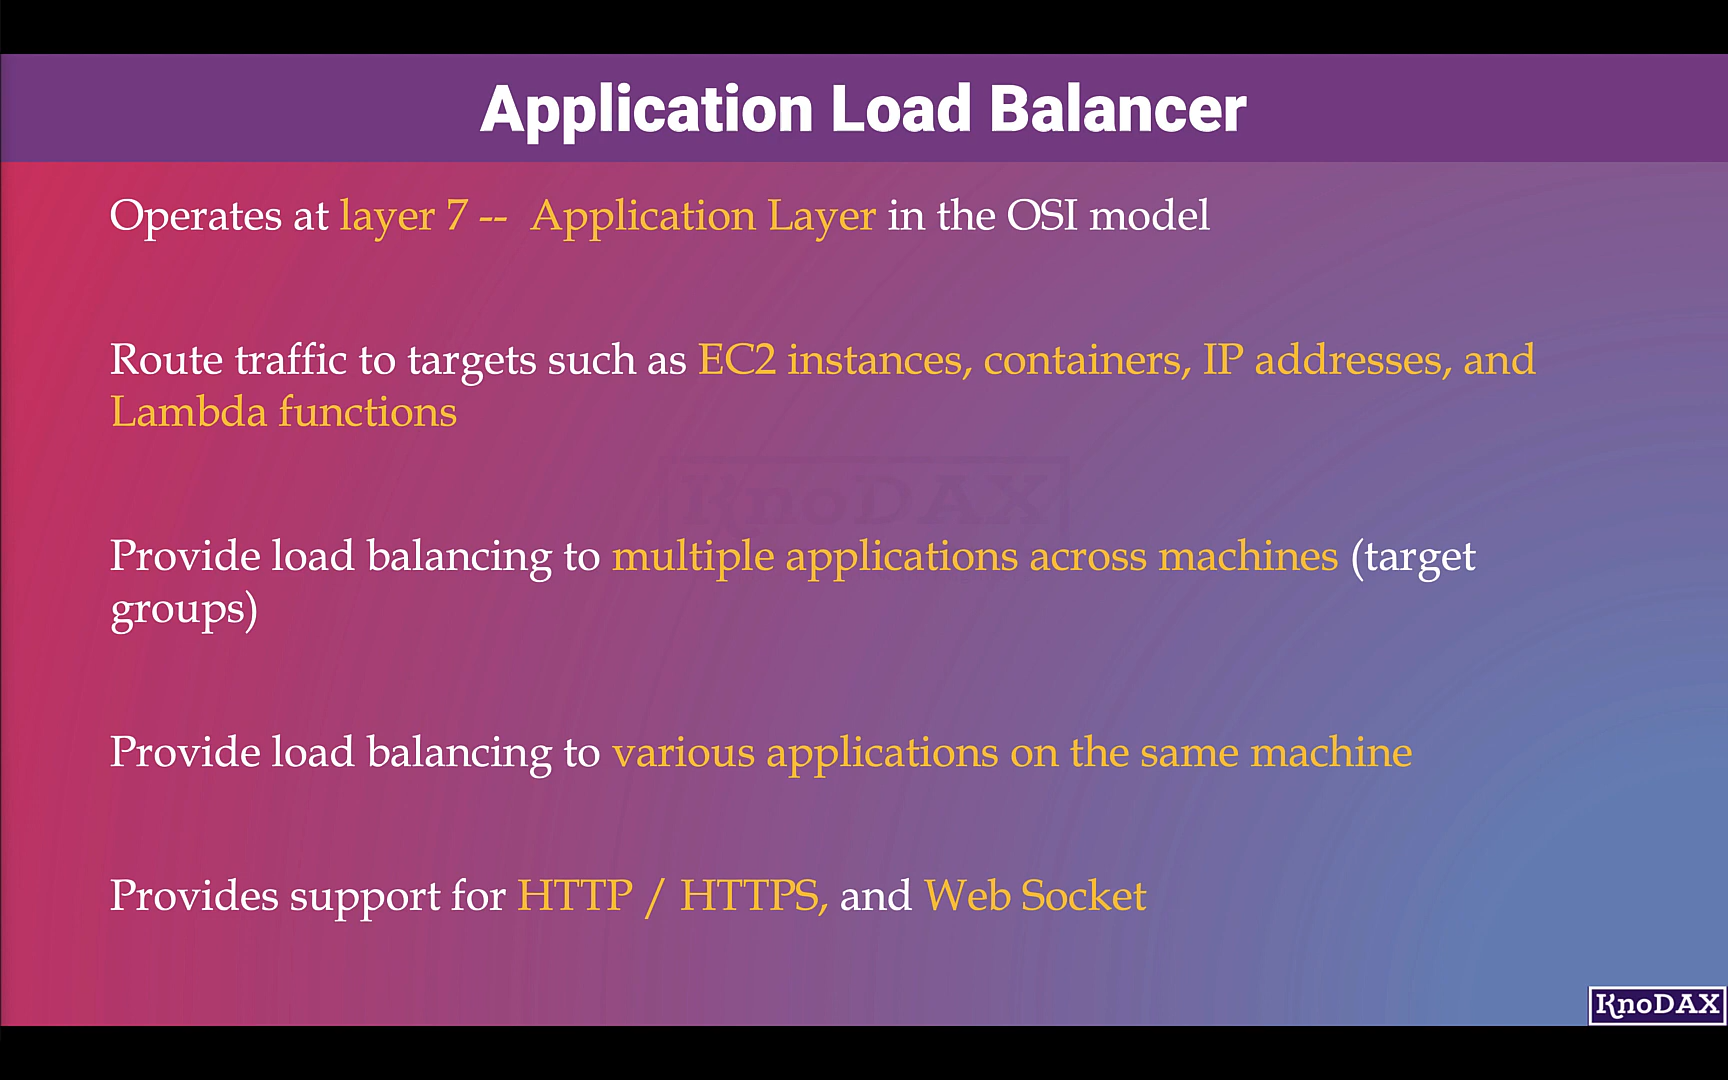 Application Load Balancer
Operates at layer 7 --  Application Layer in the OSI model
Route traffic to targets such as EC2 instances, containers, IP addresses, and
Lambda functions
KnoDAX
Provide load balancing to multiple applications across machines (target
groups)
Provide load balancing to various applications on the same machine
Provides support for HTTP / HTTPS, and Web Socket
KnoDAX